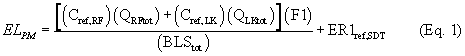 EL_PM = [(C_ref,RF)(Q_RFtot) + (C_ref,LK)(Q_LKtot)](F1) / (BLS_tot) + ER1_ref,SDT (Eq. 1)